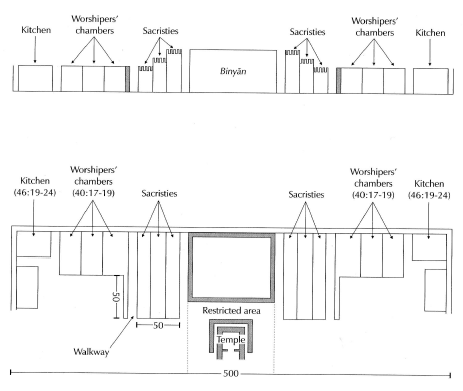 Worshipers'
chambers
Kitchen
Sacristies
Sacristies
Worshipers'
chambers
Kitchen
Binyān
Kitchen
(46:19-24)
Worshipers'
chambers
(40:17-19)
Sacristies
Sacristies
Worshipers'
chambers
(40:17-19)
Kitchen
(46:19-24)
50
50
Walkway
Restricted area
Temple
500